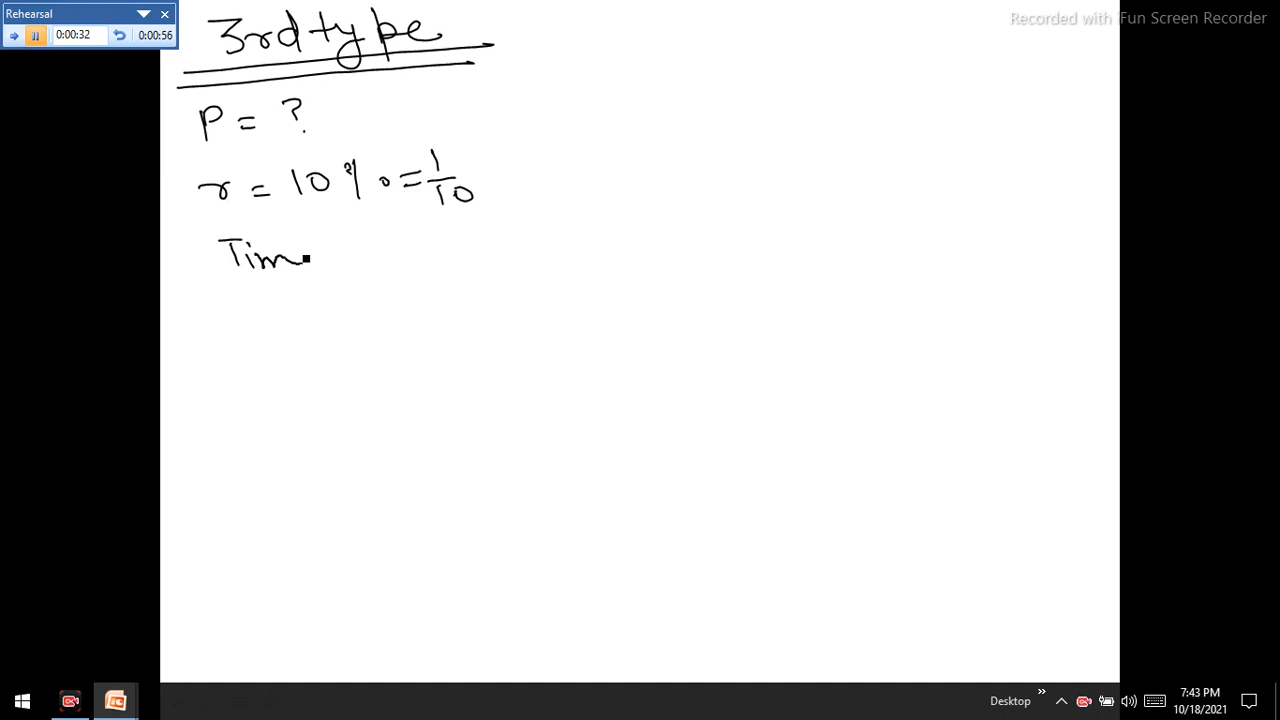 Rehearsal
0:00:32 0:00:56
Recorded with iFun Screen Recorder
3rd type
P = ?
r = 10% = 1/10
Tim
Desktop
7:43 PM
10/18/2021